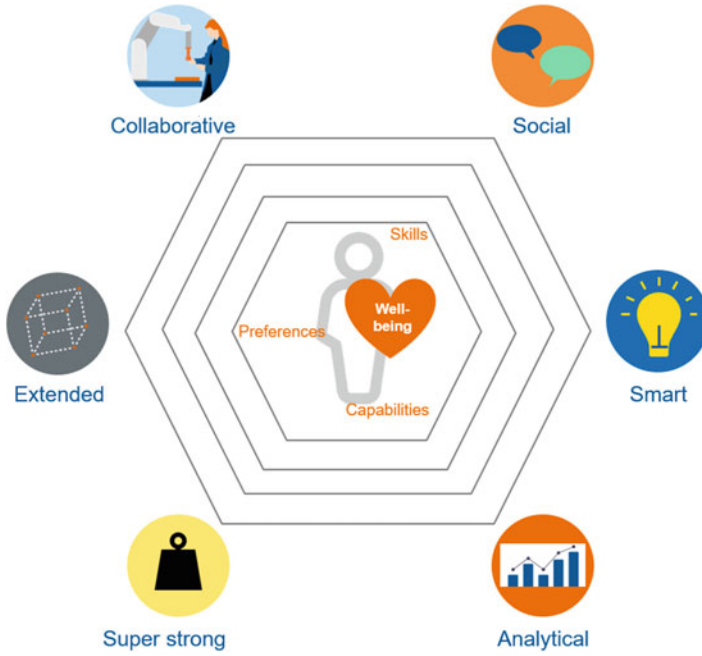 Collaborative
Social
Skills
Well-
being
Preferences
Extended
Smart
Capabilities
Super strong
Analytical